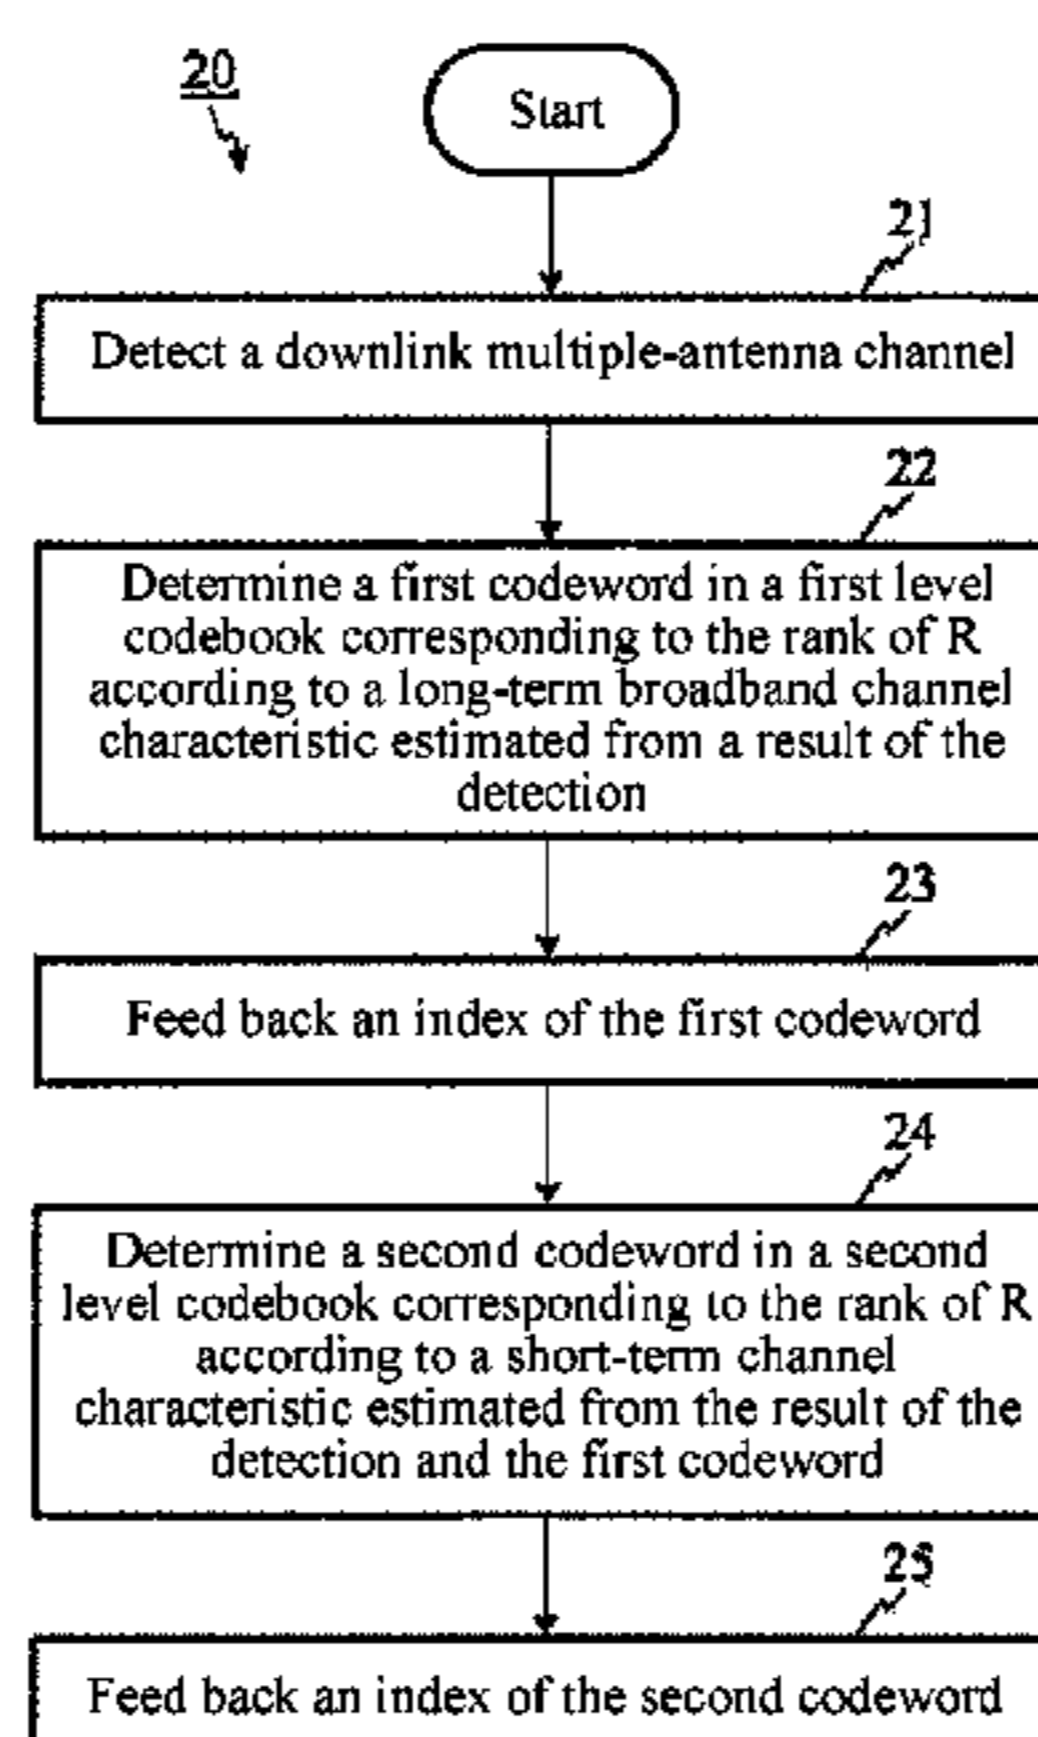 20
Start
21
Detect a downlink multiple-antenna channel
22
Determine a first codeword in a first level
codebook corresponding to the rank of R
according to a long-term broadband channel
characteristic estimated from a result of the
detection
23
Feed back an index of the first codeword
24
Determine a second codeword in a second
level codebook corresponding to the rank of R
according to a short-term channel
characteristic estimated from the result of the
detection and the first codeword
25
Feed back an index of the second codeword